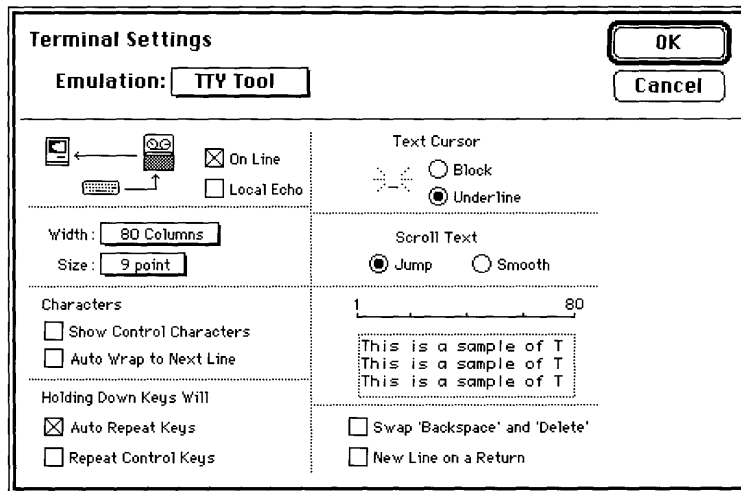 Terminal Settings
OK
Emulation: TTY Tool
Cancel
On Line
Local Echo
Text Cursor
Block
Underline
Width: 80 Columns
Size: 9 point
Scroll Text
Jump Smooth
Characters
Show Control Characters
Auto Wrap to Next Line
1 80
This is a sample of T
This is a sample of T
This is a sample of T
Holding Down Keys Will
Auto Repeat Keys
Repeat Control Keys
Swap 'Backspace' and 'Delete'
New Line on a Return